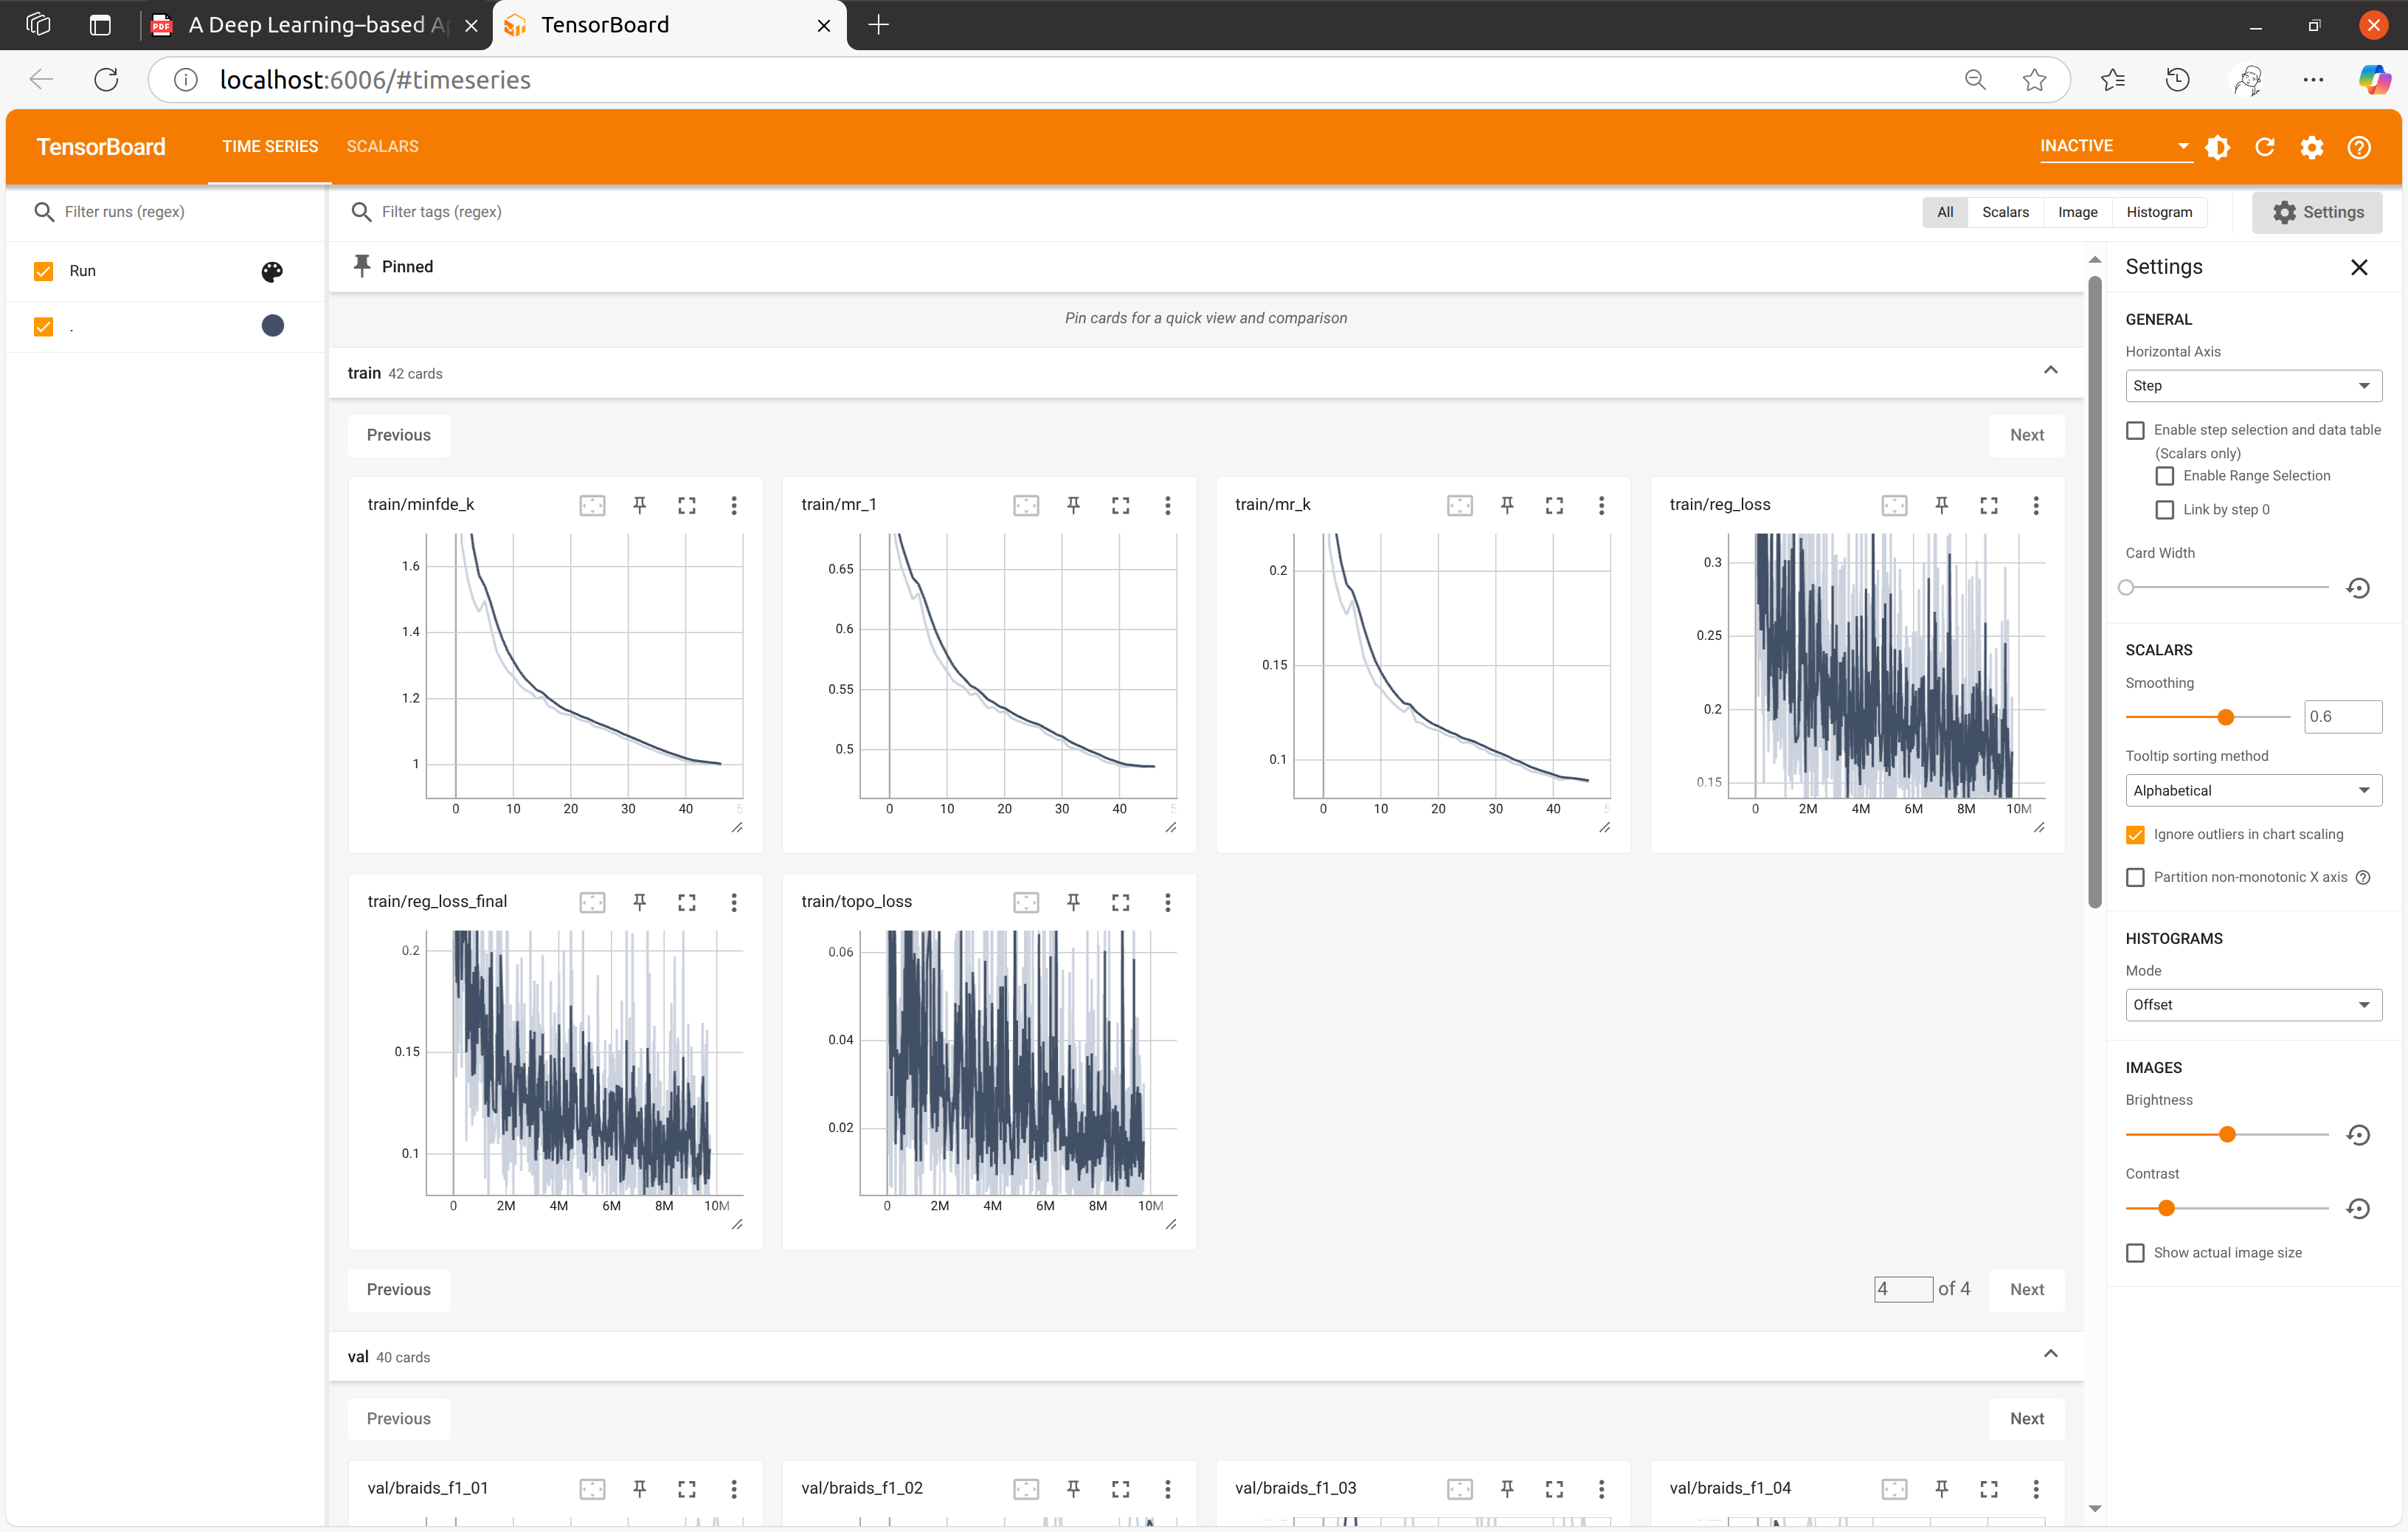 A Deep Learning–based Ap
TensorBoard
localhost:6006/#timeseries
TensorBoard
TIME SERIES
SCALARS
INACTIVE
Filter runs (regex)
Filter tags (regex)
All
Scalars
Image
Histogram
Settings
Run
.
Pinned
Pin cards for a quick view and comparison
train 42 cards
Previous
Next
train/minfde_k
1.6
1.4
1.2
1
0 10 20 30 40 5
train/mr_1
0.65
0.6
0.55
0.5
0 10 20 30 40 5
train/mr_k
0.2
0.15
0.1
0 10 20 30 40 5
train/reg_loss
0.3
0.25
0.2
0.15
0 2M 4M 6M 8M 10M
train/reg_loss_final
0.2
0.15
0.1
0 2M 4M 6M 8M 10M
train/topo_loss
0.06
0.04
0.02
0 2M 4M 6M 8M 10M
Previous
4 of 4
Next
val 40 cards
Previous
Next
val/braids_f1_01
val/braids_f1_02
val/braids_f1_03
val/braids_f1_04
Settings
GENERAL
Horizontal Axis
Step
Enable step selection and data table
(Scalars only)
Enable Range Selection
Link by step 0
Card Width
SCALARS
Smoothing
0.6
Tooltip sorting method
Alphabetical
Ignore outliers in chart scaling
Partition non-monotonic X axis
HISTOGRAMS
Mode
Offset
IMAGES
Brightness
Contrast
Show actual image size